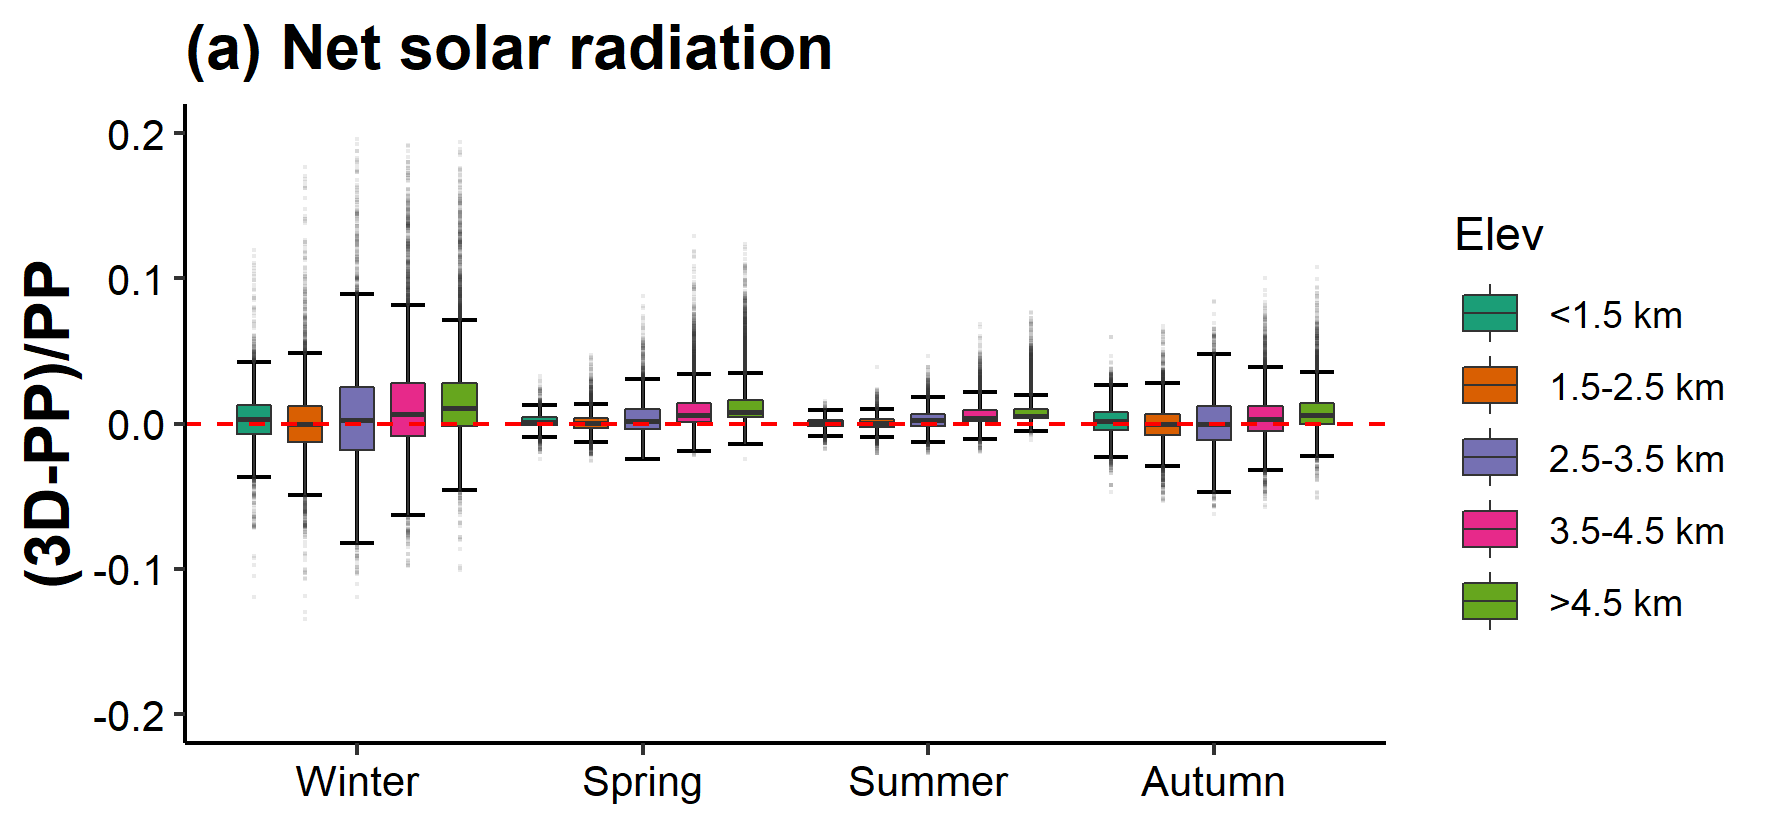 (a) Net solar radiation
(3D-PP)/PP
0.2
0.1
0.0
-0.1
-0.2
Winter Spring Summer Autumn
Elev
<1.5 km
1.5-2.5 km
2.5-3.5 km
3.5-4.5 km
>4.5 km